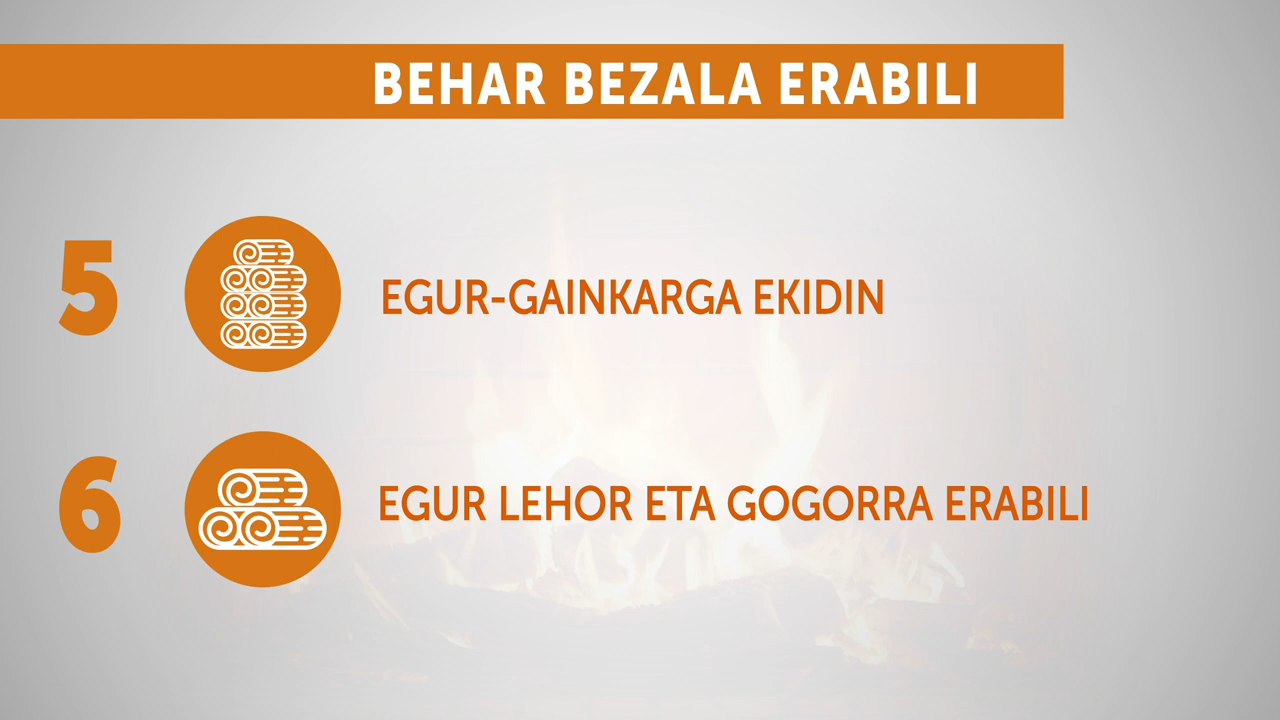 BEHAR BEZALA ERABILI
5
EGUR-GAINKARGA EKIDIN
6
EGUR LEHOR ETA GOGORRA ERABILI